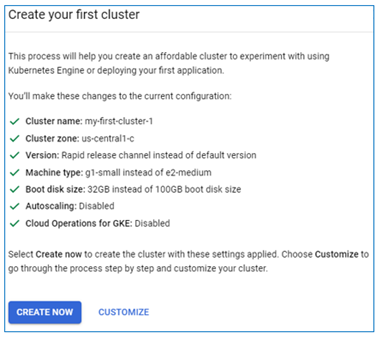 Create your first cluster
This process will help you create an affordable cluster to experiment with using
Kubernetes Engine or deploying your first application.
You'll make these changes to the current configuration:
Cluster name: my-first-cluster-1
Cluster zone: us-central1-c
Version: Rapid release channel instead of default version
Machine type: g1-small instead of e2-medium
Boot disk size: 32GB instead of 100GB boot disk size
Autoscaling: Disabled
Cloud Operations for GKE: Disabled
Select Create now to create the cluster with these settings applied. Choose Customize to
go through the process step by step and customize your cluster.
CREATE NOW CUSTOMIZE